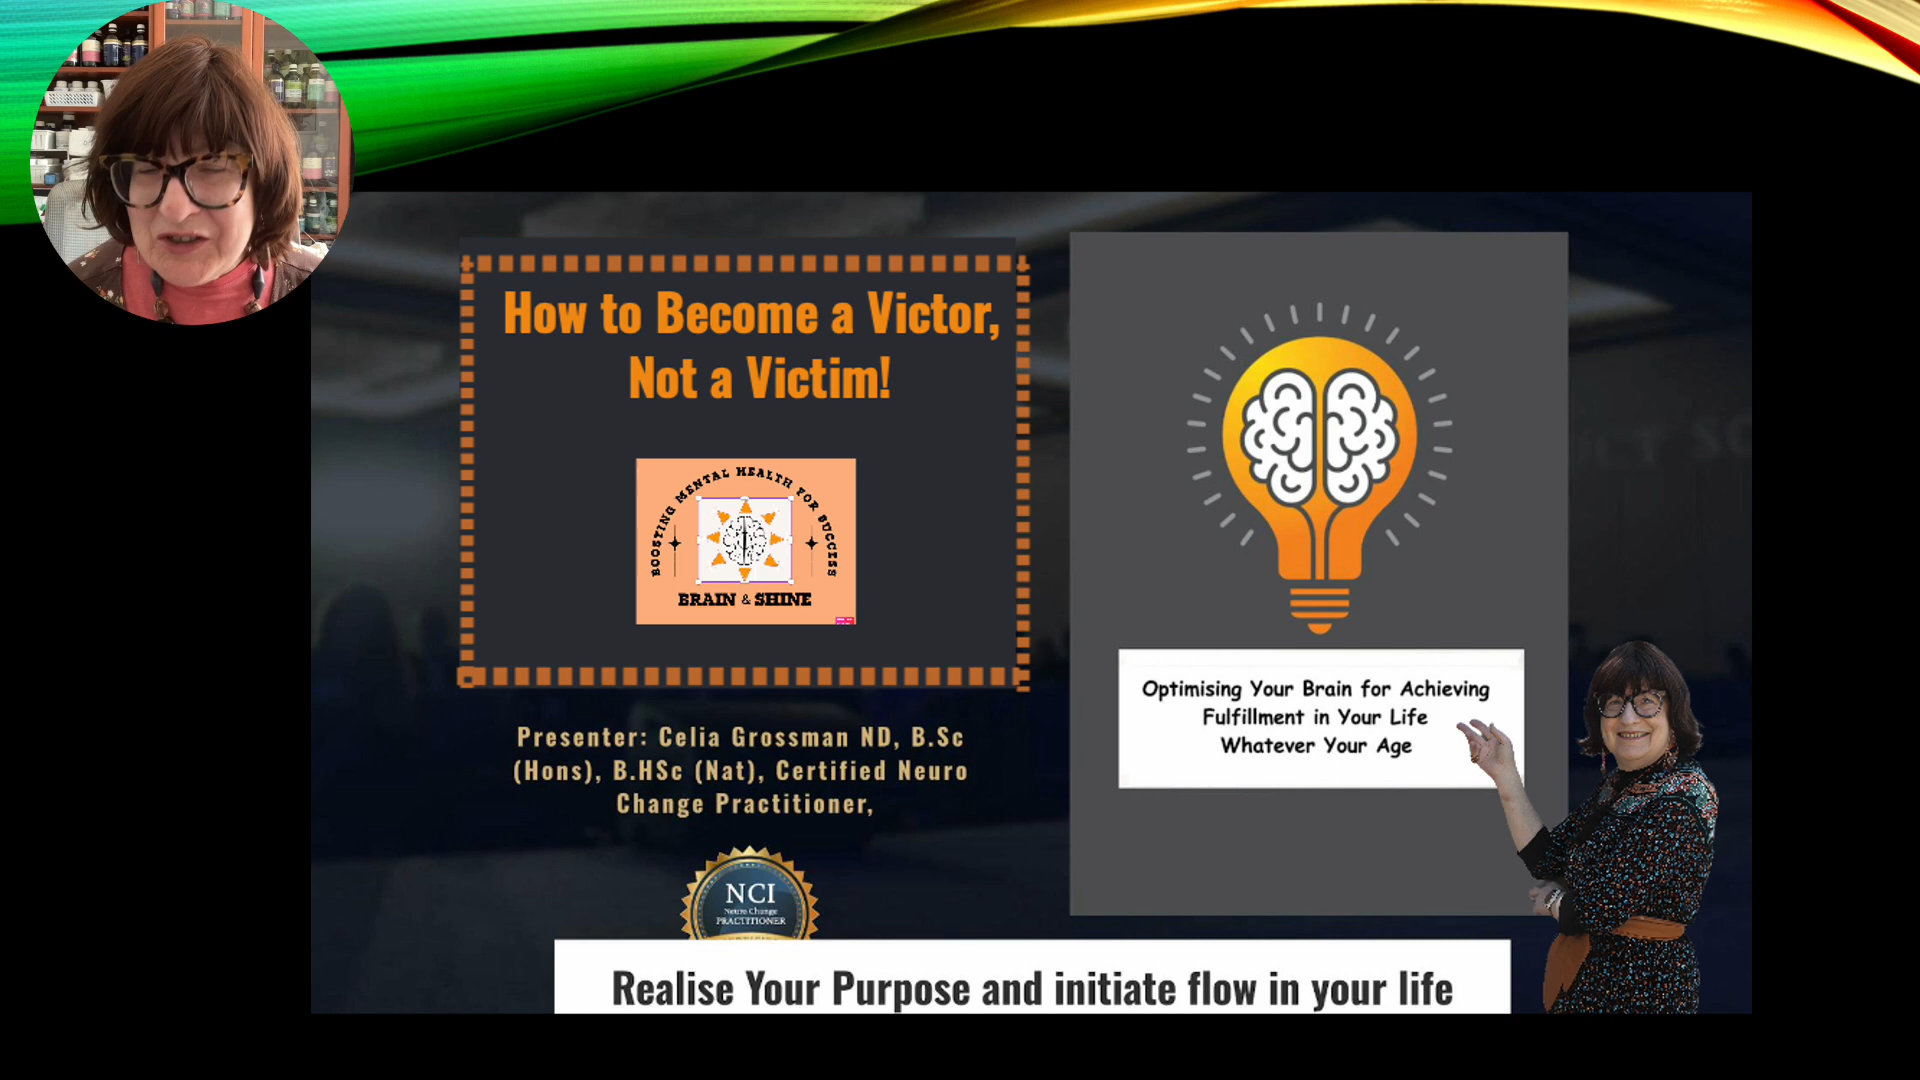 How to Become a Victor,
Not a Victim!
BOOSTING MENTAL HEALTH FOR SUCCESS
BRAIN & SHINE
Presenter: Celia Grossman ND, B.Sc
(Hons), B.HSc (Nat), Certified Neuro
Change Practitioner,
NCI
Neuro Change
PRACTITIONER
Optimising Your Brain for Achieving
Fulfillment in Your Life
Whatever Your Age
Realise Your Purpose and initiate flow in your life